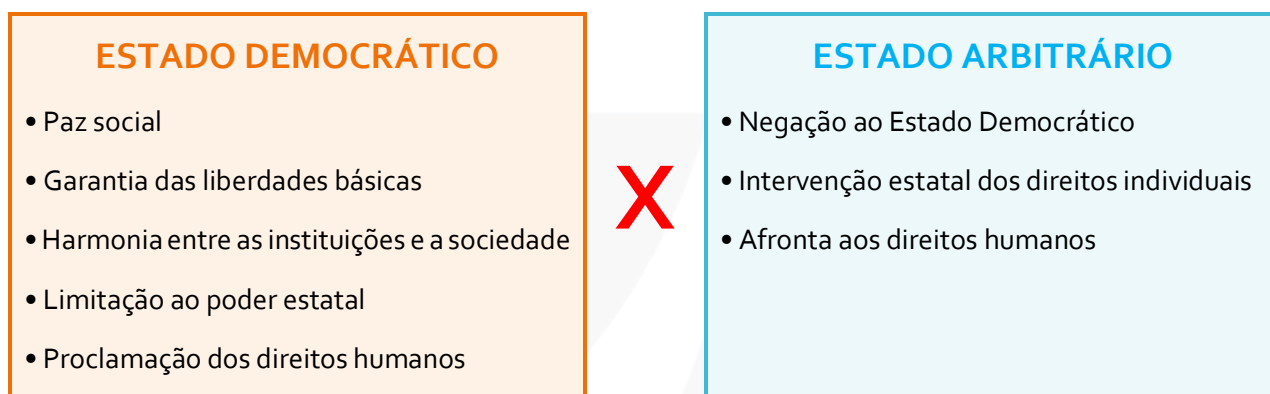 ESTADO DEMOCRÁTICO
• Paz social
• Garantia das liberdades básicas
• Harmonia entre as instituições e a sociedade
• Limitação ao poder estatal
• Proclamação dos direitos humanos
X
ESTADO ARBITRÁRIO
• Negação ao Estado Democrático
• Intervenção estatal dos direitos individuais
• Afronta aos direitos humanos